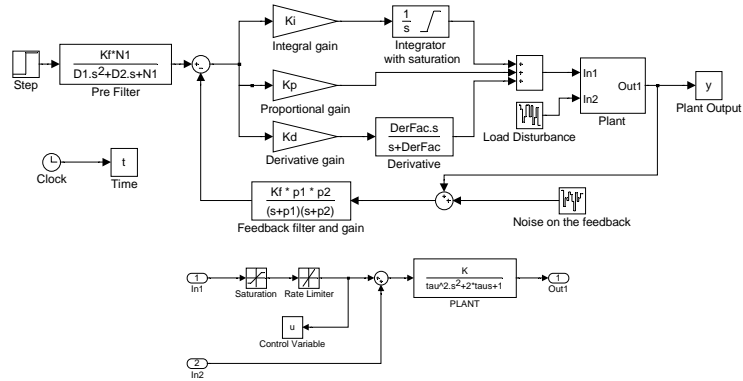 Ki
Integral gain
1
s
Integrator
with saturation
Step
Kf*N1
D1.s²+D2.s+N1
Pre Filter
Kp
Proportional gain
Kd
Derivative gain
DerFac.s
s+DerFac
Derivative
In1
In2
Out1
Plant
Load Disturbance
y
Plant Output
Clock
t
Time
Kf * p1 * p2
(s+p1)(s+p2)
Feedback filter and gain
Noise on the feedback
1
In1
Saturation
Rate Limiter
K
tau^2.s²+2*taus+1
PLANT
1
Out1
u
Control Variable
2
In2